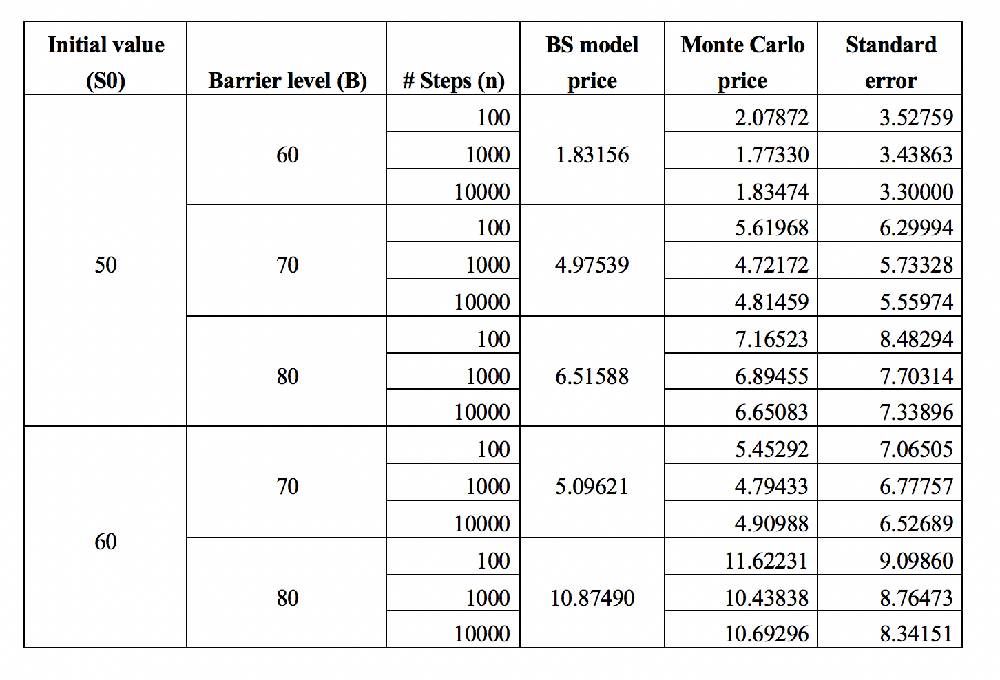 Initial value (S0) Barrier level (B) # Steps (n) BS model price Monte Carlo price Standard error
50 60 100 1.83156 2.07872 3.52759
1000 1.77330 3.43863
10000 1.83474 3.30000
70 100 4.97539 5.61968 6.29994
1000 4.72172 5.73328
10000 4.81459 5.55974
80 100 6.51588 7.16523 8.48294
1000 6.89455 7.70314
10000 6.65083 7.33896
60 70 100 5.09621 5.45292 7.06505
1000 4.79433 6.77757
10000 4.90988 6.52689
80 100 10.87490 11.62231 9.09860
1000 10.43838 8.76473
10000 10.69296 8.34151